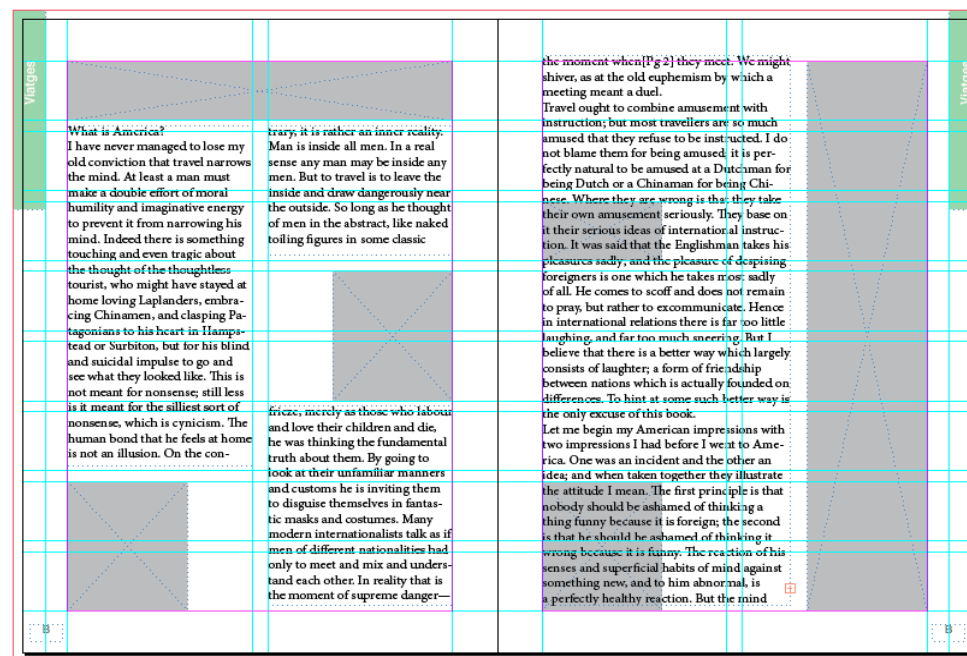 Viatges
What is America?
I have never managed to lose my
old conviction that travel narrows
the mind. At least a man must
make a double effort of moral
humility and imaginative energy
to prevent it from narrowing his
mind. Indeed there is something
touching and even tragic about
the thought of the thoughtless
tourist, who might have stayed at
home loving Laplanders, embra-
cing Chinamen, and clasping Pa-
tagonians to his heart in Hamps-
tead or Surbiton, but for his blind
and suicidal impulse to go and
see what they looked like. This is
not meant for nonsense; still less
is it meant for the silliest sort of
nonsense, which is cynicism. The
human bond that he feels at home
is not an illusion. On the con-
trary, it is rather an inner reality.
Man is inside all men. In a real
sense any man may be inside any
men. But to travel is to leave the
inside and draw dangerously near
the outside. So long as he thought
of men in the abstract, like naked
toiling figures in some classic
frieze, merely as those who labour
and love their children and die,
he was thinking the fundamental
truth about them. By going to
look at their unfamiliar manners
and customs he is inviting them
to disguise themselves in fantas-
tic masks and costumes. Many
modern internationalists talk as if
men of different nationalities had
only to meet and mix and unders-
tand each other. In reality that is
the moment of supreme danger—
B
the moment when[Pg 2] they meet. We might
shiver, as at the old euphemism by which a
meeting meant a duel.
Travel ought to combine amusement with
instruction; but most travellers are so much
amused that they refuse to be instructed. I do
not blame them for being amused; it is per-
fectly natural to be amused at a Dutchman for
being Dutch or a Chinaman for being Chi-
nese. Where they are wrong is that they take
their own amusement seriously. They base on
it their serious ideas of international instruc-
tion. It was said that the Englishman takes his
pleasures sadly; and the pleasure of despising
foreigners is one which he takes most sadly
of all. He comes to scoff and does not remain
to pray, but rather to excommunicate. Hence
in international relations there is far too little
laughing, and far too much sneering. But I
believe that there is a better way which largely
consists of laughter; a form of friendship
between nations which is actually founded on
differences. To hint at some such better way is
the only excuse of this book.
Let me begin my American impressions with
two impressions I had before I went to Ame-
rica. One was an incident and the other an
idea; and when taken together they illustrate
the attitude I mean. The first principle is that
nobody should be ashamed of thinking a
thing funny because it is foreign; the second
is that he should be ashamed of thinking it
wrong because it is funny. The reaction of his
senses and superficial habits of mind against
something new, and to him abnormal, is
a perfectly healthy reaction. But the mind
Viatges
B